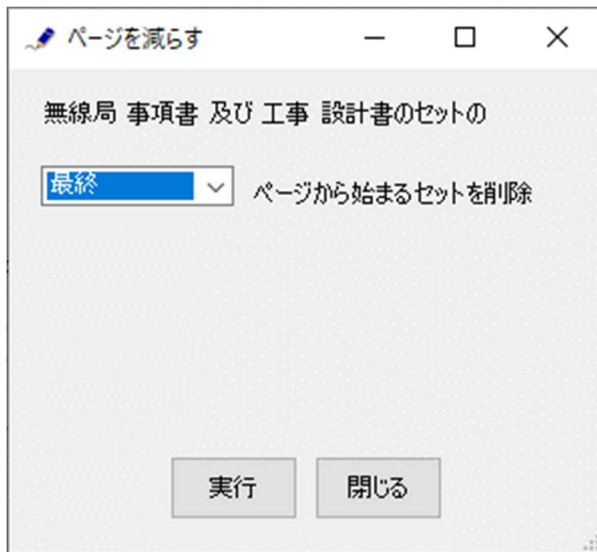 ページを減らす
無線局 事項書 及び 工事 設計書のセットの
最終 ページから始まるセットを削除
実行 閉じる